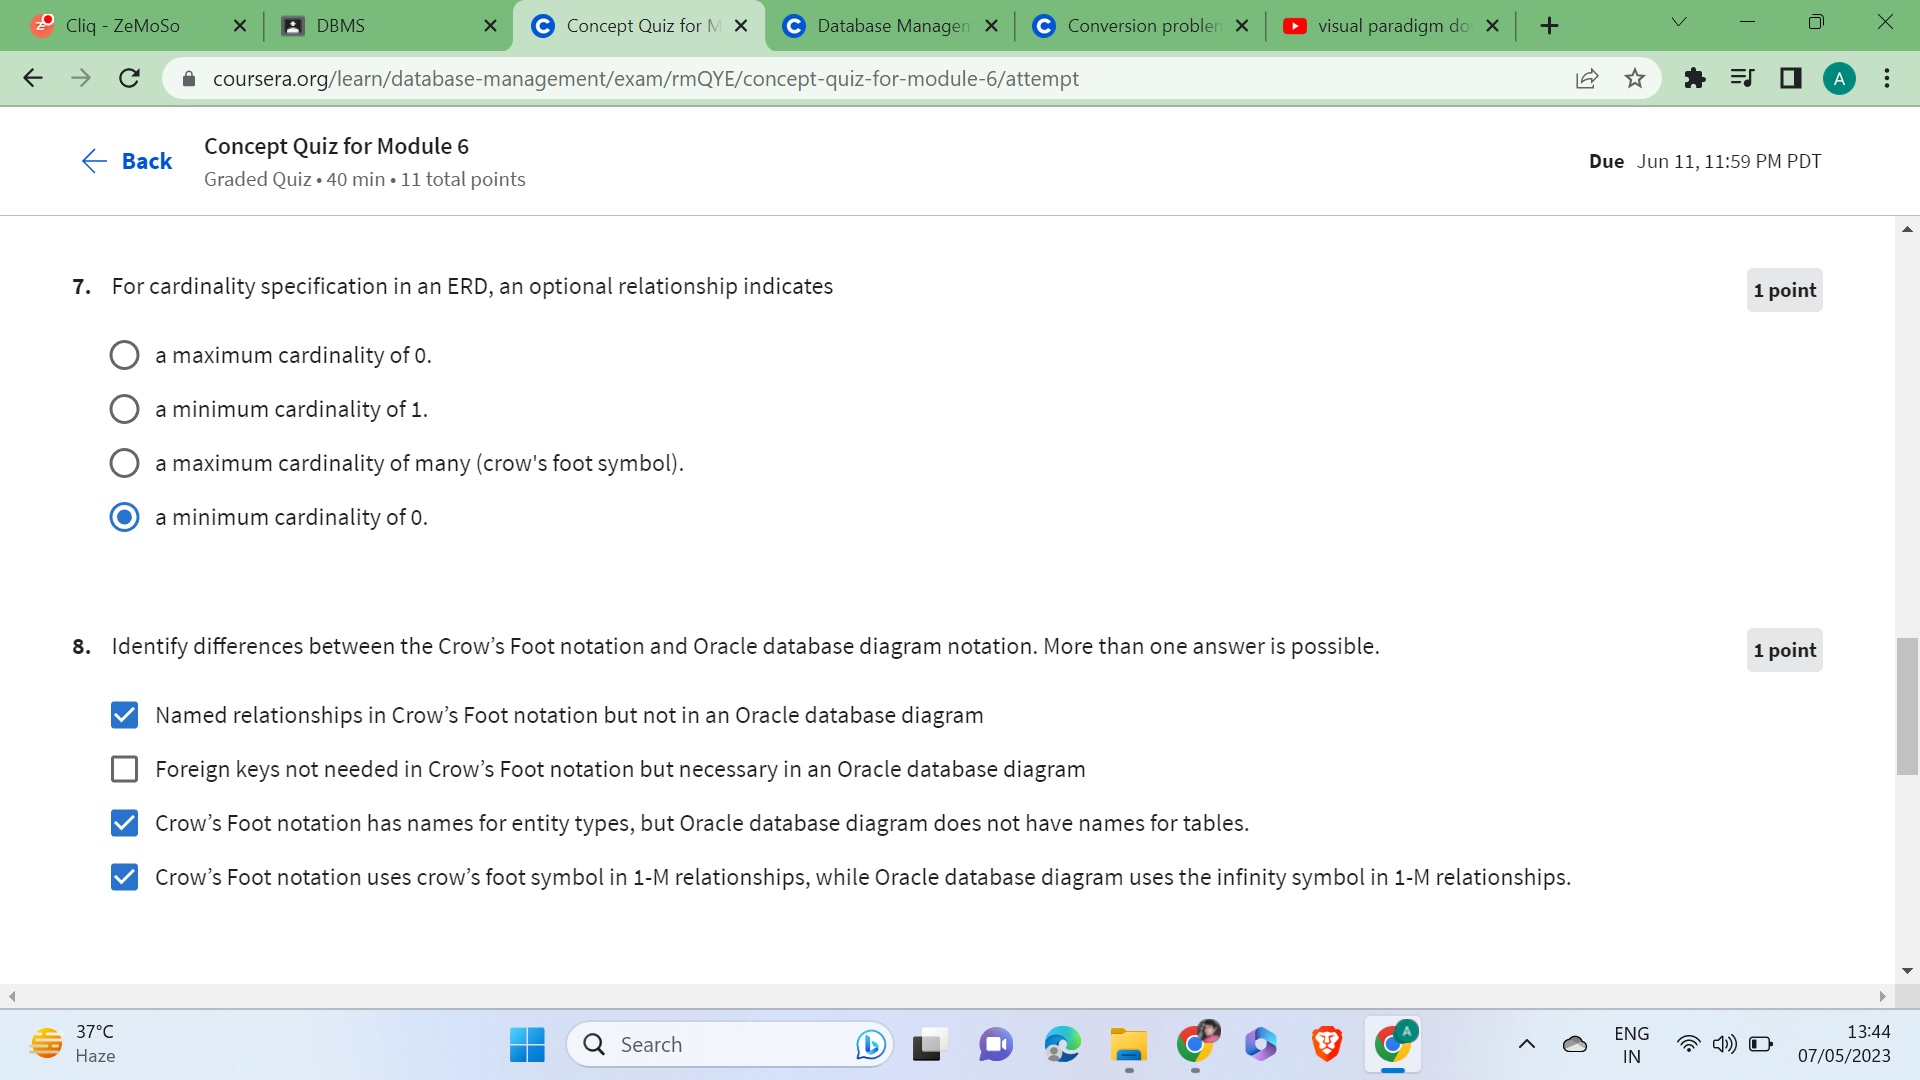 Cliq - ZeMoSo
DBMS
Concept Quiz for M
Database Managem
Conversion problem
visual paradigm do
coursera.org/learn/database-management/exam/rmQYE/concept-quiz-for-module-6/attempt
A
Back
Concept Quiz for Module 6
Graded Quiz • 40 min • 11 total points
Due Jun 11, 11:59 PM PDT
7. For cardinality specification in an ERD, an optional relationship indicates
1 point
a maximum cardinality of 0.
a minimum cardinality of 1.
a maximum cardinality of many (crow's foot symbol).
a minimum cardinality of 0.
8. Identify differences between the Crow’s Foot notation and Oracle database diagram notation. More than one answer is possible.
1 point
Named relationships in Crow’s Foot notation but not in an Oracle database diagram
Foreign keys not needed in Crow’s Foot notation but necessary in an Oracle database diagram
Crow’s Foot notation has names for entity types, but Oracle database diagram does not have names for tables.
Crow’s Foot notation uses crow’s foot symbol in 1-M relationships, while Oracle database diagram uses the infinity symbol in 1-M relationships.
37°C
Haze
Search
A
ENG
IN
13:44
07/05/2023